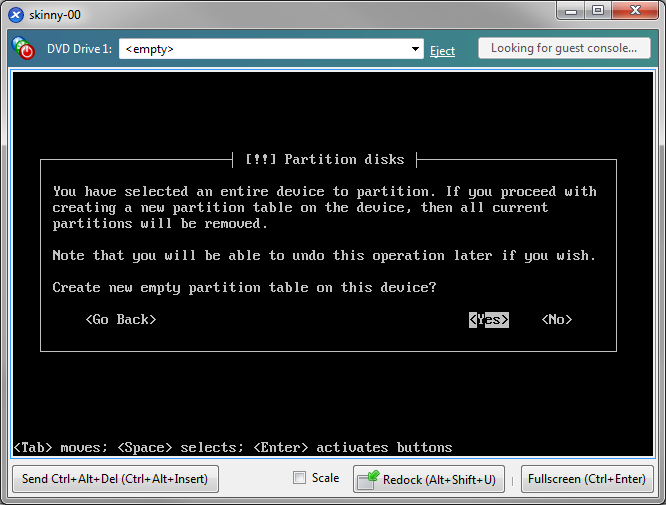 skinny-00
DVD Drive 1: <empty> Eject Looking for guest console...
[!!] Partition disks
You have selected an entire device to partition. If you proceed with
creating a new partition table on the device, then all current
partitions will be removed.
Note that you will be able to undo this operation later if you wish.
Create new empty partition table on this device?
<Go Back> <Yes> <No>
<Tab> moves; <Space> selects; <Enter> activates buttons
Send Ctrl+Alt+Del (Ctrl+Alt+Insert) Scale Redock (Alt+Shift+U) Fullscreen (Ctrl+Enter)